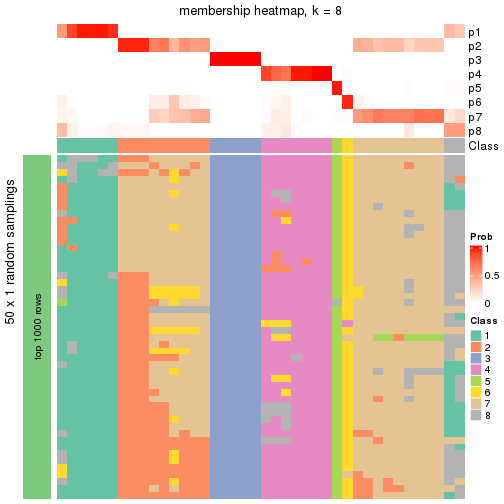 membership heatmap, k = 8
p1
p2
p3
p4
p5
p6
p7
p8
Class
50 x 1 random samplings
top 1000 rows
Prob
1
0.5
0
Class
1
2
3
4
5
6
7
8